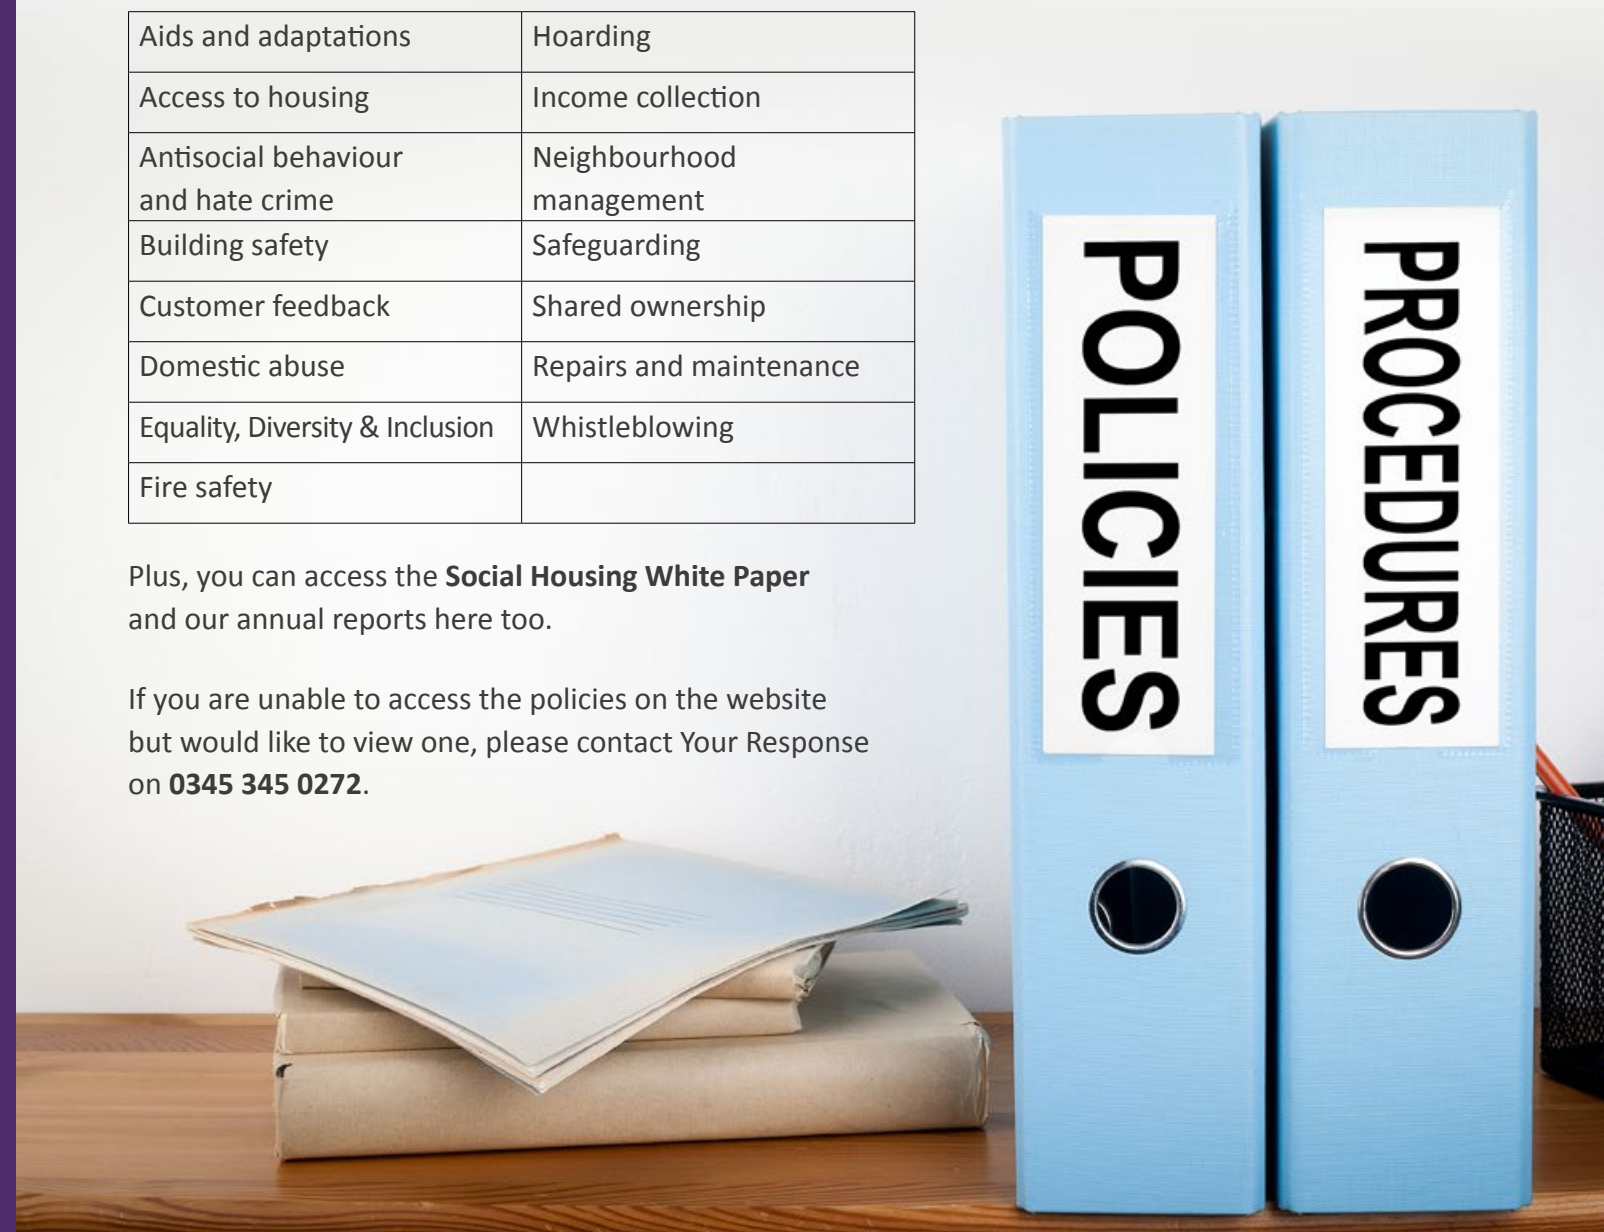 Aids and adaptations
Hoarding
Access to housing
Income collection
Antisocial behaviour
and hate crime
Neighbourhood
management
Building safety
Safeguarding
Customer feedback
Shared ownership
Domestic abuse
Repairs and maintenance
Equality, Diversity & Inclusion
Whistleblowing
Fire safety
Plus, you can access the Social Housing White Paper
and our annual reports here too.
If you are unable to access the policies on the website
but would like to view one, please contact Your Response
on 0345 345 0272.
POLICIES
PROCEDURES